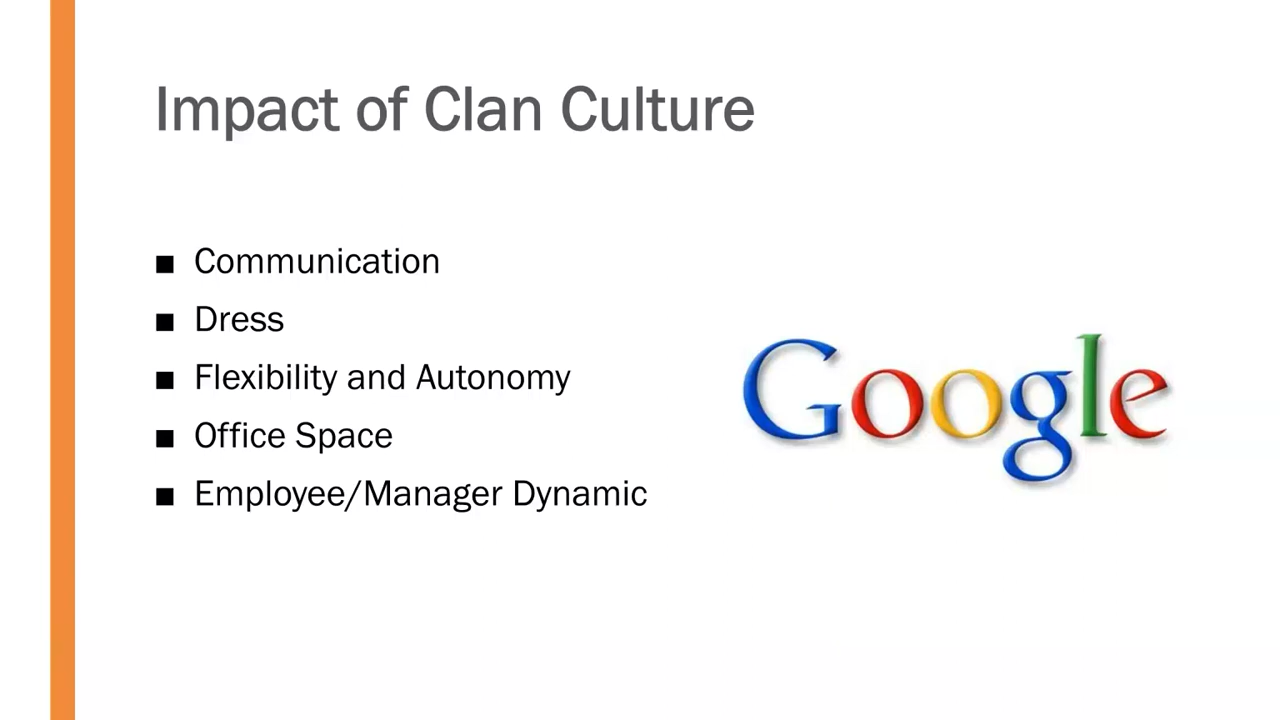 Impact of Clan Culture
■ Communication
■ Dress
■ Flexibility and Autonomy
■ Office Space
■ Employee/Manager Dynamic
Google